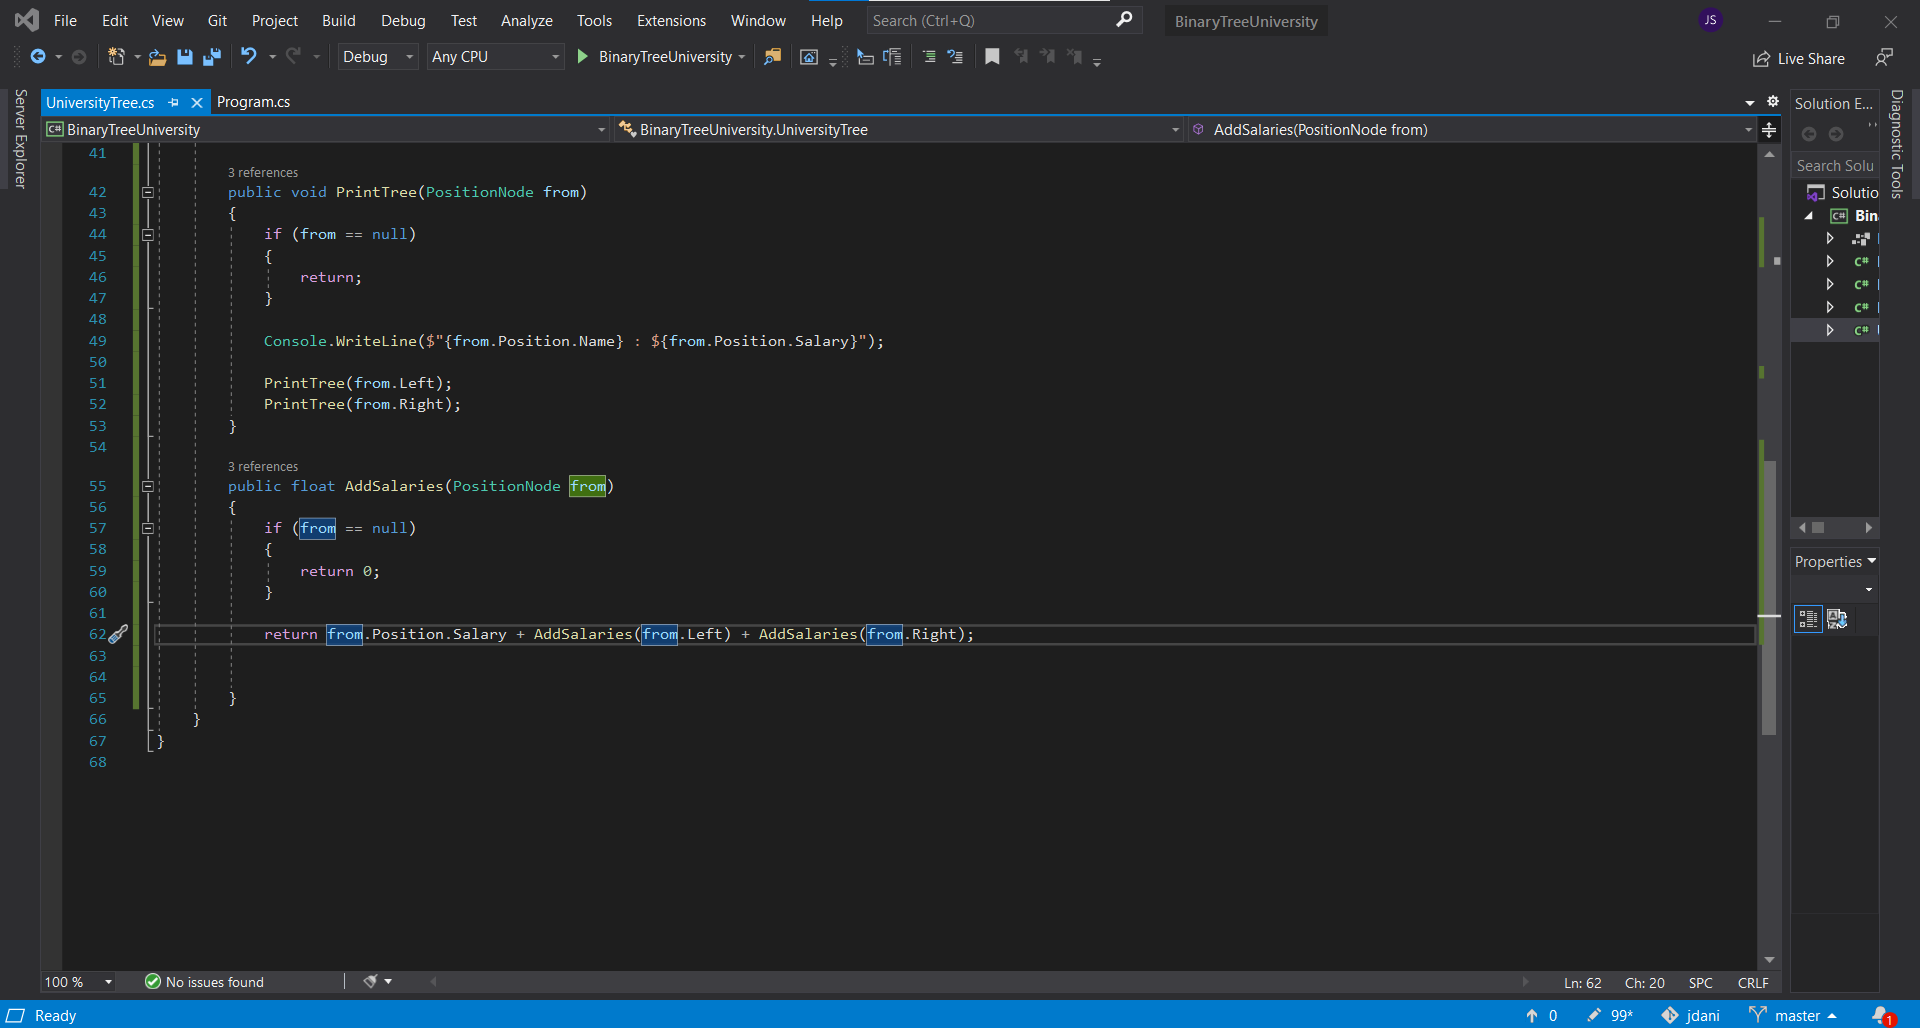 File Edit View Git Project Build Debug Test Analyze Tools Extensions Window Help Search (Ctrl+Q) BinaryTreeUniversity JS
Debug Any CPU BinaryTreeUniversity Live Share
Server Explorer
UniversityTree.cs Program.cs
C# BinaryTreeUniversity BinaryTreeUniversity.UniversityTree AddSalaries(PositionNode from)
41
3 references
42 public void PrintTree(PositionNode from)
43 {
44 if (from == null)
45 {
46 return;
47 }
48
49 Console.WriteLine($"{from.Position.Name} : ${from.Position.Salary}");
50
51 PrintTree(from.Left);
52 PrintTree(from.Right);
53 }
54
3 references
55 public float AddSalaries(PositionNode from)
56 {
57 if (from == null)
58 {
59 return 0;
60 }
61
62 return from.Position.Salary + AddSalaries(from.Left) + AddSalaries(from.Right);
63
64
65 }
66 }
67 }
68
100 % No issues found Ln: 62 Ch: 20 SPC CRLF
Solution E...
Search Solu
Solutio
C# Bin
C#
C#
C#
C#
Properties
Diagnostic Tools
Ready 0 99* jdani master 1